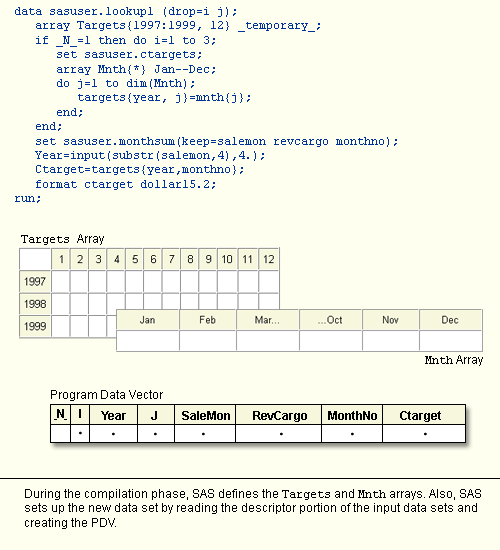 data sasuser.lookup1 (drop=i j);
array Targets{1997:1999, 12} _temporary_;
if _N_=1 then do i=1 to 3;
set sasuser.ctargets;
array Mnth{*} Jan--Dec;
do j=1 to dim(Mnth);
targets{year, j}=mnth{j};
end;
end;
set sasuser.monthsum(keep=salemon revcargo monthno);
Year=input(substr(salemon,4),4.);
Ctarget=targets{year,monthno};
format ctarget dollar15.2;
run;
Targets Array
1 2 3 4 5 6 7 8 9 10 11 12
1997
1998
1999
Jan Feb Mar... ...Oct Nov Dec
Mnth Array
Program Data Vector
_N_ I Year J SaleMon RevCargo MonthNo Ctarget
• • • • • • •
During the compilation phase, SAS defines the Targets and Mnth arrays. Also, SAS
sets up the new data set by reading the descriptor portion of the input data sets and
creating the PDV.